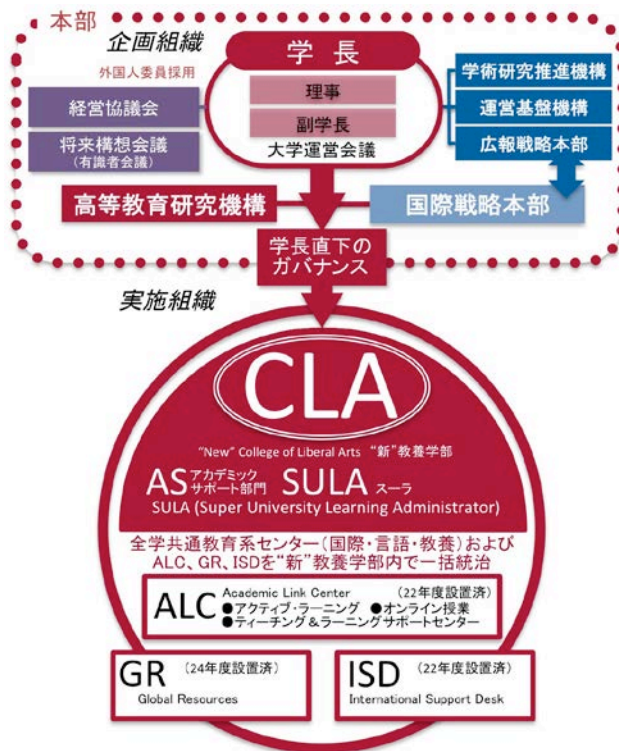 本部
企画組織
外国人委員採用
経営協議会
将来構想会議
(有識者会議)
学長
理事
副学長
大学運営会議
学術研究推進機構
運営基盤機構
広報戦略本部
高等教育研究機構
国際戦略本部
学長直下の
ガバナンス
実施組織
CLA
“New” College of Liberal Arts “新”教養学部
AS アカデミック サポート部門 SULA スーラ
SULA (Super University Learning Administrator)
全学共通教育系センター(国際・言語・教養)および
ALC、GR、ISDを“新”教養学部内で一括統治
ALC Academic Link Center (22年度設置済)
●アクティブ・ラーニング ●オンライン授業
●ティーチング&ラーニングサポートセンター
GR (24年度設置済)
Global Resources
ISD (22年度設置済)
International Support Desk